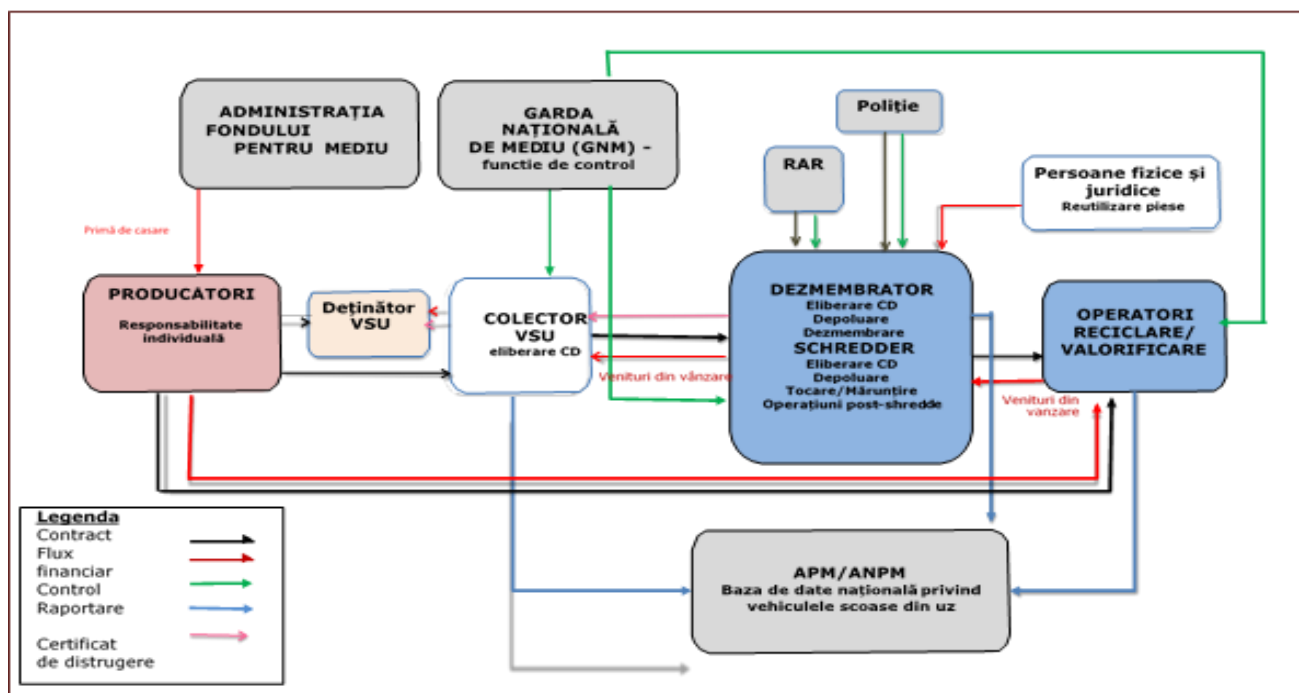 ADMINISTRAȚIA
FONDULUI
PENTRU MEDIU
GARDA
NAȚIONALĂ
DE MEDIU (GNM) -
functie de control
Poliție
RAR
Persoane fizice și
juridice
Reutilizare piese
Primă de casare
PRODUCĂTORI
Responsabilitate
individuală
Deținător
VSU
COLECTOR
VSU
eliberare CD
Venituri din vânzare
DEZMEMBRATOR
Eliberare CD
Depoluare
Dezmembrare
SCHREDDER
Eliberare CD
Depoluare
Tocare/Mărunțire
Operațiuni post-shredde
OPERATORI
RECICLARE/
VALORIFICARE
Venituri din
vanzare
APM/ANPM
Baza de date națională privind
vehiculele scoase din uz
Legenda
Contract
Flux
financiar
Control
Raportare
Certificat
de distrugere